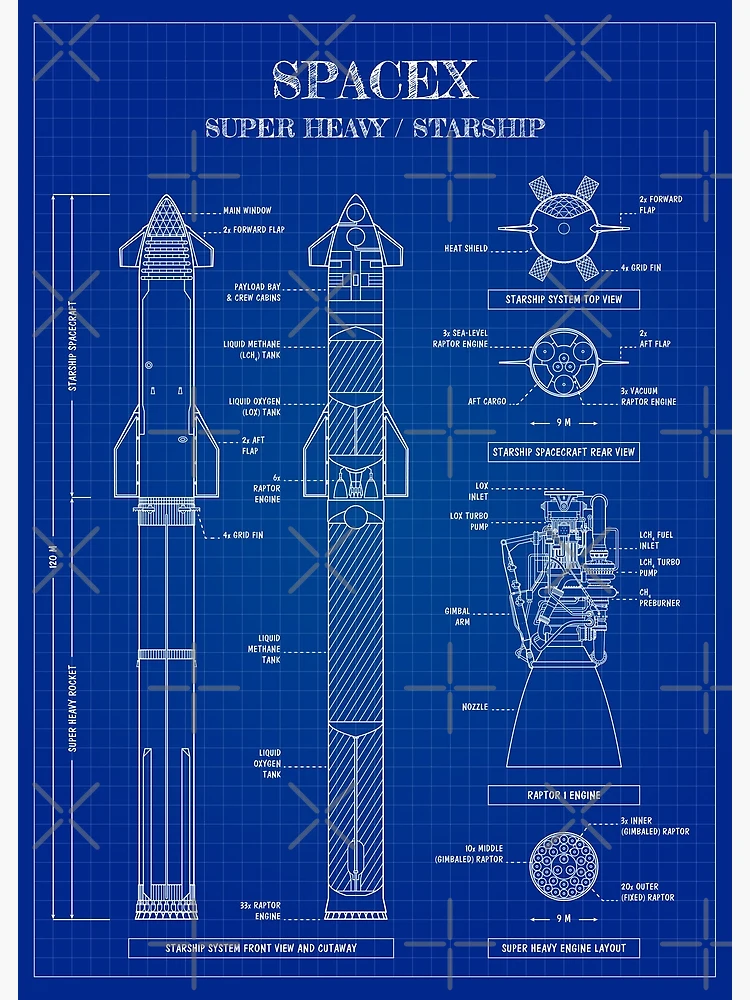 SPACEX
SUPER HEAVY / STARSHIP
MAIN WINDOW
2x FORWARD FLAP
PAYLOAD BAY
& CREW CABINS
LIQUID METHANE
(LCH₄) TANK
LIQUID OXYGEN
(LOX) TANK
2x AFT
FLAP
6x
RAPTOR
ENGINE
4x GRID FIN
STARSHIP SPACECRAFT
120 M
SUPER HEAVY ROCKET
LIQUID
METHANE
TANK
LIQUID
OXYGEN
TANK
33x RAPTOR
ENGINE
STARSHIP SYSTEM FRONT VIEW AND CUTAWAY
2x FORWARD
FLAP
HEAT SHIELD
4x GRID FIN
STARSHIP SYSTEM TOP VIEW
3x SEA-LEVEL
RAPTOR ENGINE
2x
AFT FLAP
AFT CARGO
3x VACUUM
RAPTOR ENGINE
9 M
STARSHIP SPACECRAFT REAR VIEW
LOX
INLET
LOX TURBO
PUMP
LCH₄ FUEL
INLET
LCH₄ TURBO
PUMP
CH₄
PREBURNER
GIMBAL
ARM
NOZZLE
RAPTOR 1 ENGINE
3x INNER
(GIMBALED) RAPTOR
10x MIDDLE
(GIMBALED) RAPTOR
20x OUTER
(FIXED) RAPTOR
9 M
SUPER HEAVY ENGINE LAYOUT